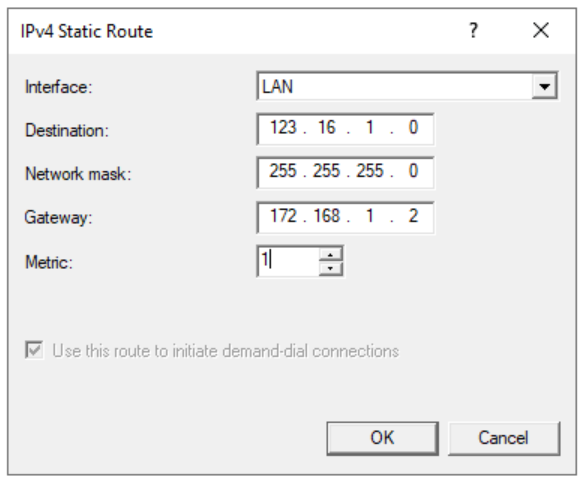 IPv4 Static Route ?
Interface: LAN
Destination: 123 . 16 . 1 . 0
Network mask: 255 . 255 . 255 . 0
Gateway: 172 . 168 . 1 . 2
Metric: 1
Use this route to initiate demand-dial connections
OK Cancel